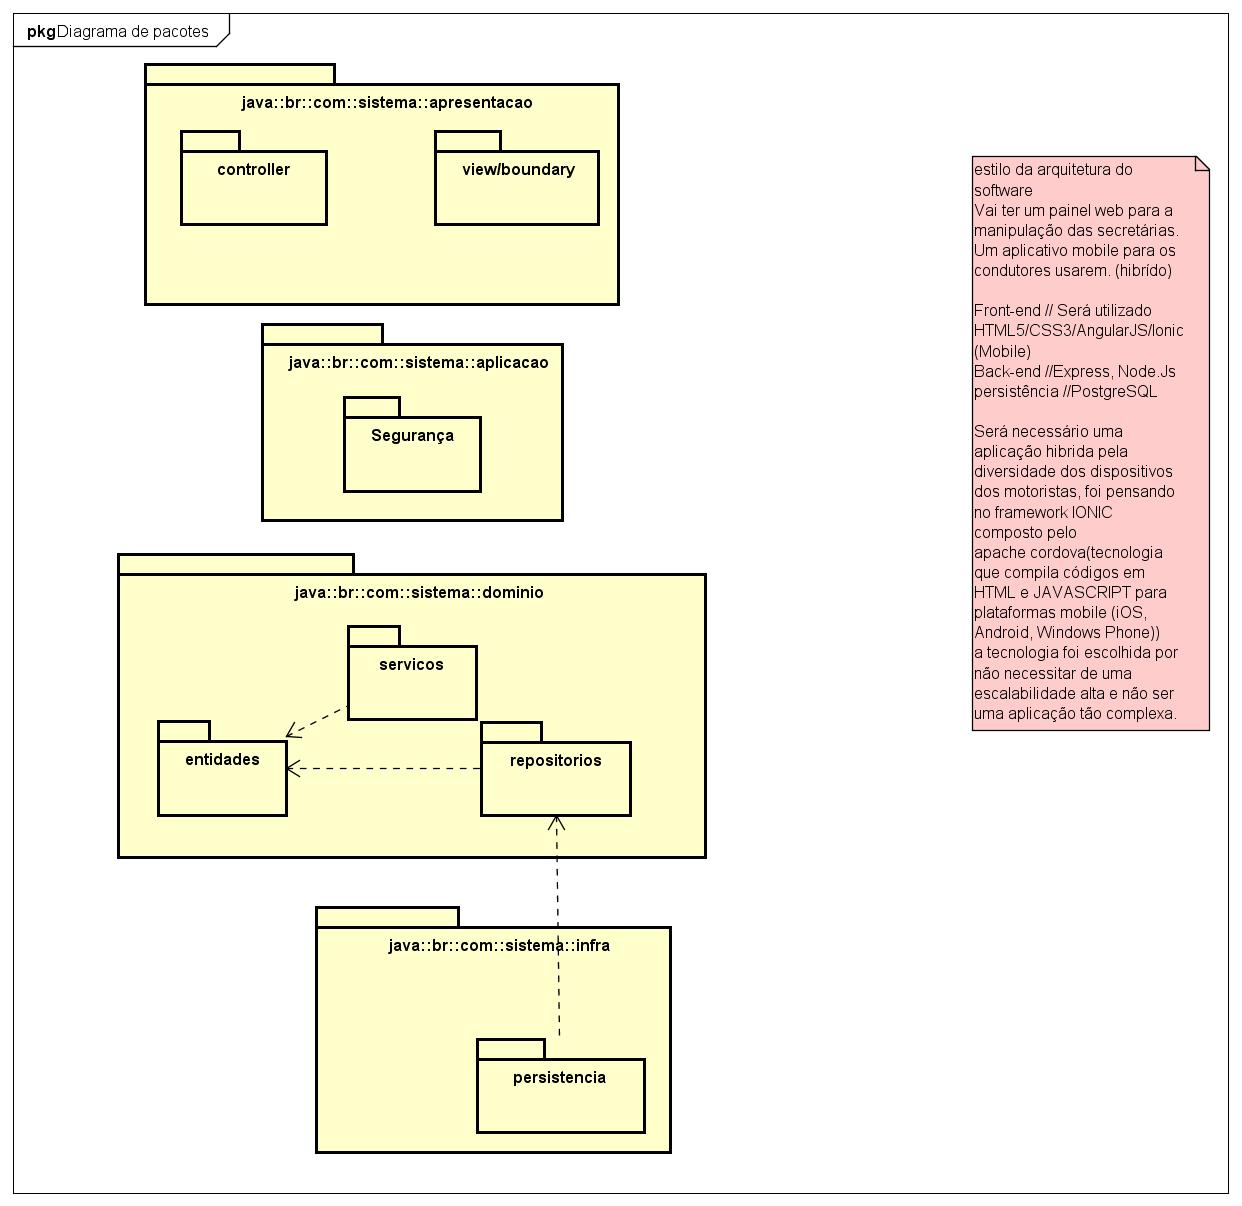 pkg Diagrama de pacotes
java::br::com::sistema::apresentacao
controller
view/boundary
java::br::com::sistema::aplicacao
Segurança
java::br::com::sistema::dominio
servicos
entidades
repositorios
java::br::com::sistema::infra
persistencia
estilo da arquitetura do
software
Vai ter um painel web para a
manipulação das secretárias.
Um aplicativo mobile para os
condutores usarem. (hibrído)
Front-end // Será utilizado
HTML5/CSS3/AngularJS/Ionic
(Mobile)
Back-end //Express, Node.Js
persistência //PostgreSQL
Será necessário uma
aplicação hibrida pela
diversidade dos dispositivos
dos motoristas, foi pensando
no framework IONIC
composto pelo
apache cordova(tecnologia
que compila códigos em
HTML e JAVASCRIPT para
plataformas mobile (iOS,
Android, Windows Phone))
a tecnologia foi escolhida por
não necessitar de uma
escalabilidade alta e não ser
uma aplicação tão complexa.